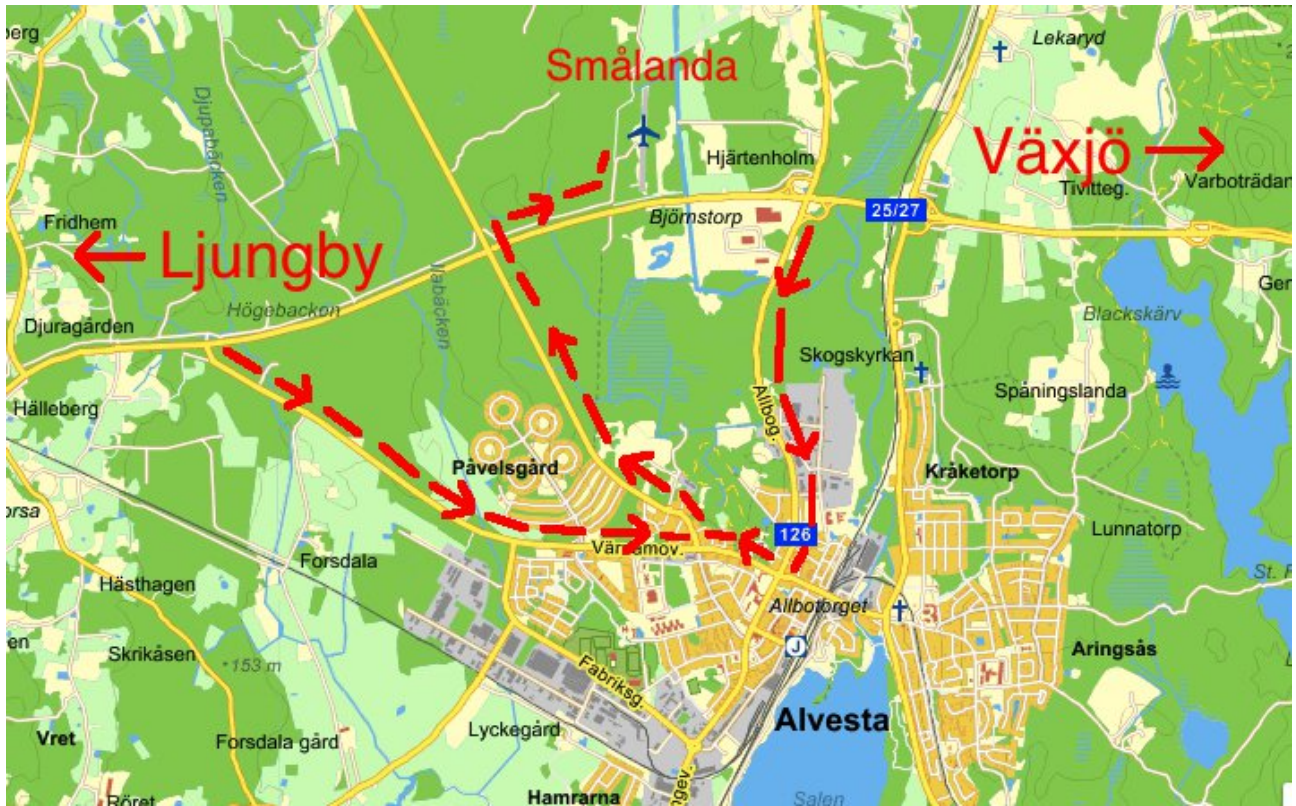 berg
Lekaryd
Smålanda
Djupabäcken
Hjärtenholm
Växjö
Tivitteg.
Varboträdan
Fridhem
Björnstorp
25/27
Ljungby
Ilabäcken
Högebacken
Djuragården
Blackskärv
Skogskyrkan
Spåningslanda
Hälleberg
Allbog.
Påvelsgård
Kråketorp
126
Lunnatorp
Forsdala
Hästhagen
Allbotorget
J
Aringsås
Skrikåsen
153 m
Fabriksg.
Alvesta
Lyckegård
Vret
Forsdala gård
Hamrarna
Salen
Röret